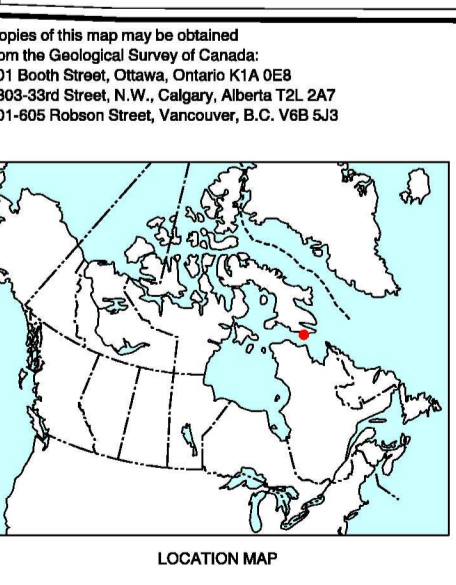 opies of this map may be obtained
om the Geological Survey of Canada:
01 Booth Street, Ottawa, Ontario K1A 0E8
303-33rd Street, N.W., Calgary, Alberta T2L 2A7
01-605 Robson Street, Vancouver, B.C. V6B 5J3
LOCATION MAP